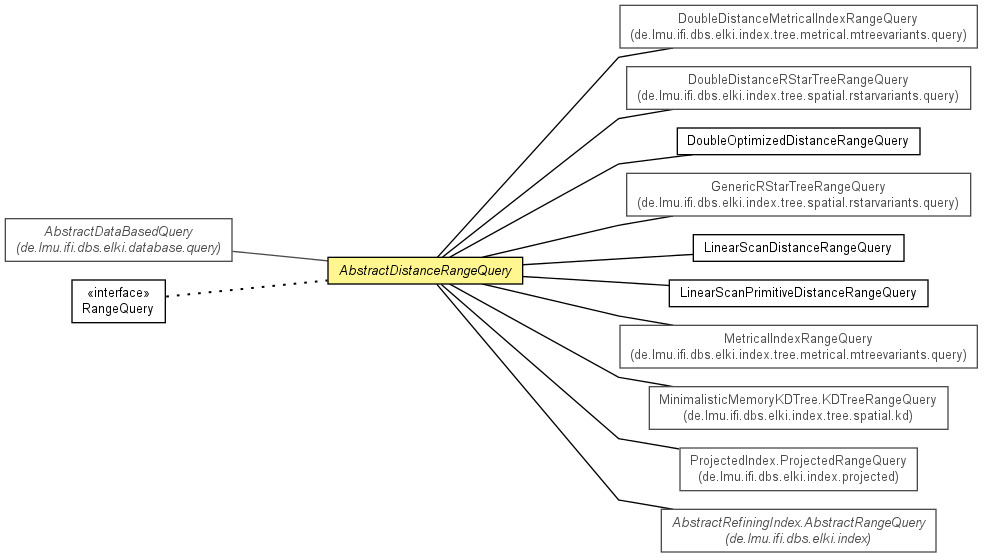 AbstractDataBasedQuery
(de.lmu.ifi.dbs.elki.database.query)
«interface»
RangeQuery
AbstractDistanceRangeQuery
DoubleDistanceMetricalIndexRangeQuery
(de.lmu.ifi.dbs.elki.index.tree.metrical.mtreevariants.query)
DoubleDistanceRStarTreeRangeQuery
(de.lmu.ifi.dbs.elki.index.tree.spatial.rstarvariants.query)
DoubleOptimizedDistanceRangeQuery
GenericRStarTreeRangeQuery
(de.lmu.ifi.dbs.elki.index.tree.spatial.rstarvariants.query)
LinearScanDistanceRangeQuery
LinearScanPrimitiveDistanceRangeQuery
MetricalIndexRangeQuery
(de.lmu.ifi.dbs.elki.index.tree.metrical.mtreevariants.query)
MinimalisticMemoryKDTree.KDTreeRangeQuery
(de.lmu.ifi.dbs.elki.index.tree.spatial.kd)
ProjectedIndex.ProjectedRangeQuery
(de.lmu.ifi.dbs.elki.index.projected)
AbstractRefiningIndex.AbstractRangeQuery
(de.lmu.ifi.dbs.elki.index)